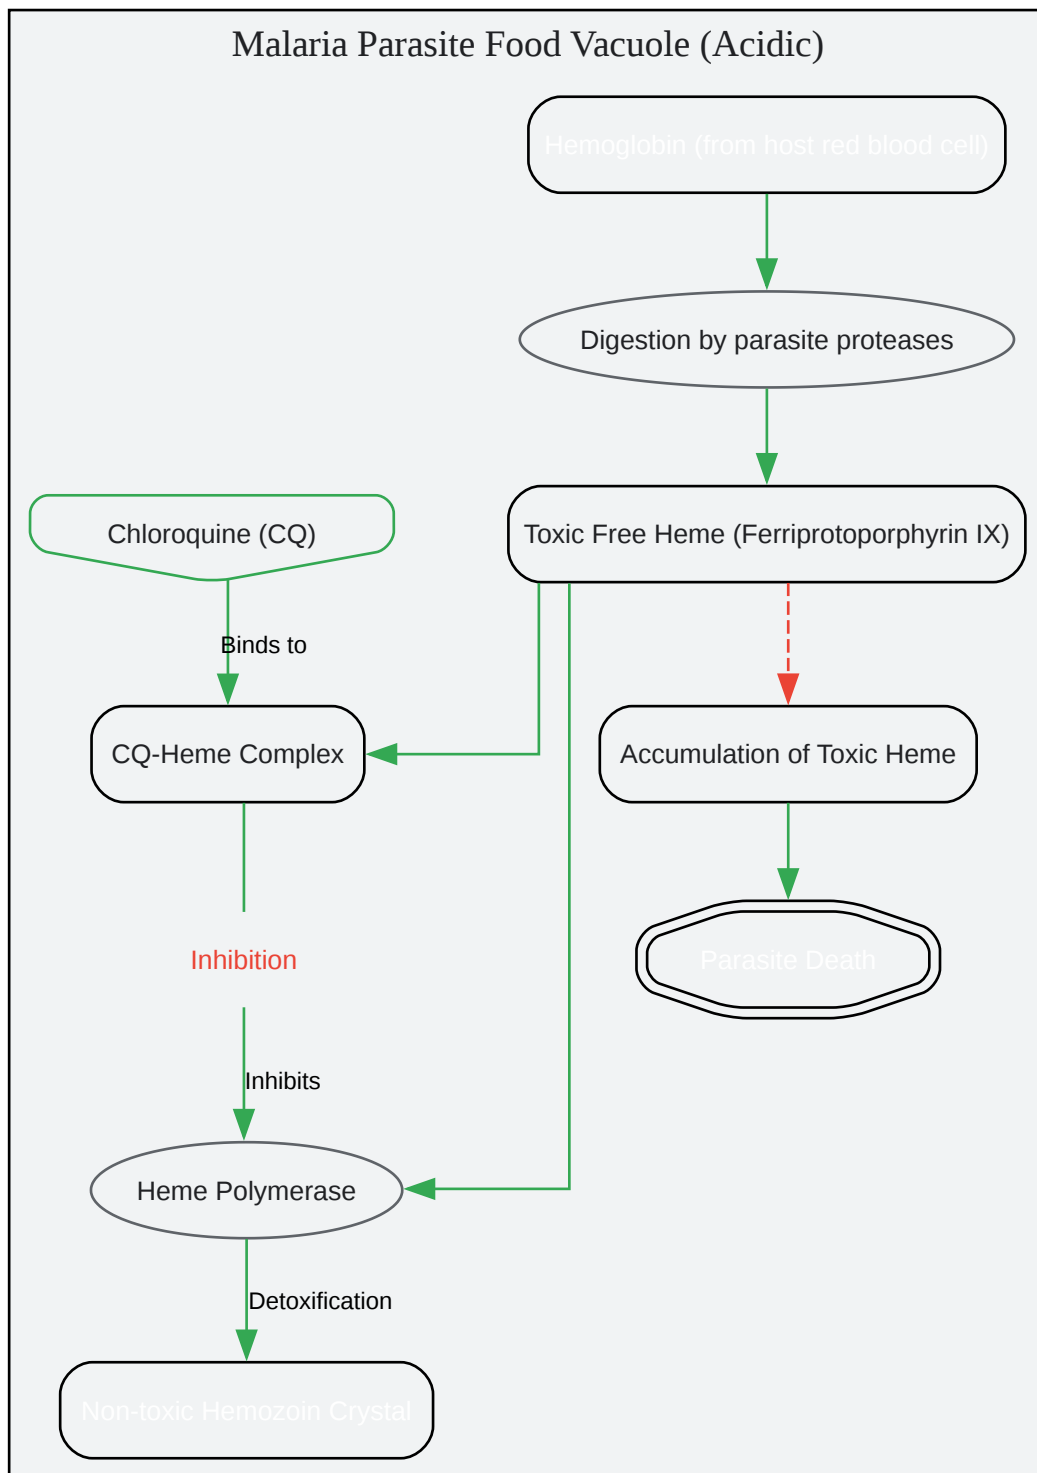 Malaria Parasite Food Vacuole (Acidic)
Hemoglobin (from host red blood cell)
Digestion by parasite proteases
Chloroquine (CQ)
Toxic Free Heme (Ferriprotoporphyrin IX)
Binds to
CQ-Heme Complex
Accumulation of Toxic Heme
Inhibition
Parasite Death
Inhibits
Heme Polymerase
Detoxification
Non-toxic Hemozoin Crystal